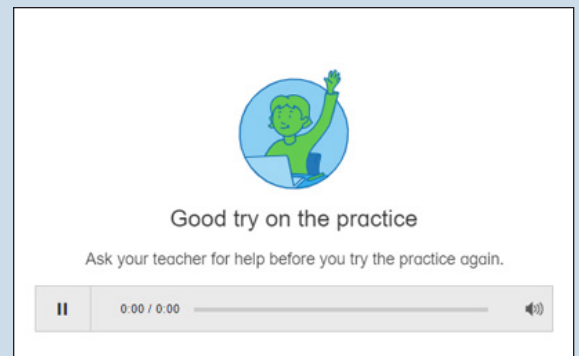 Good try on the practice
Ask your teacher for help before you try the practice again.
0:00 / 0:00